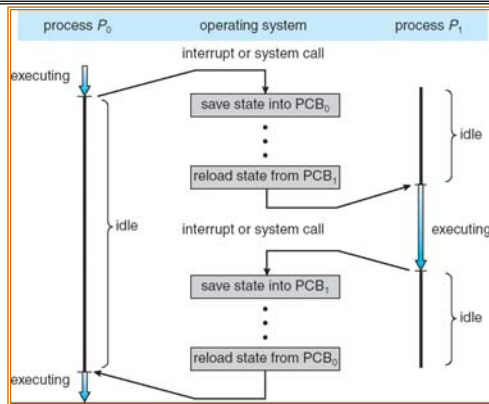 process P₀ operating system process P₁
interrupt or system call
executing
save state into PCB₀
idle
reload state from PCB₁
idle
interrupt or system call
executing
save state into PCB₁
idle
reload state from PCB₀
executing